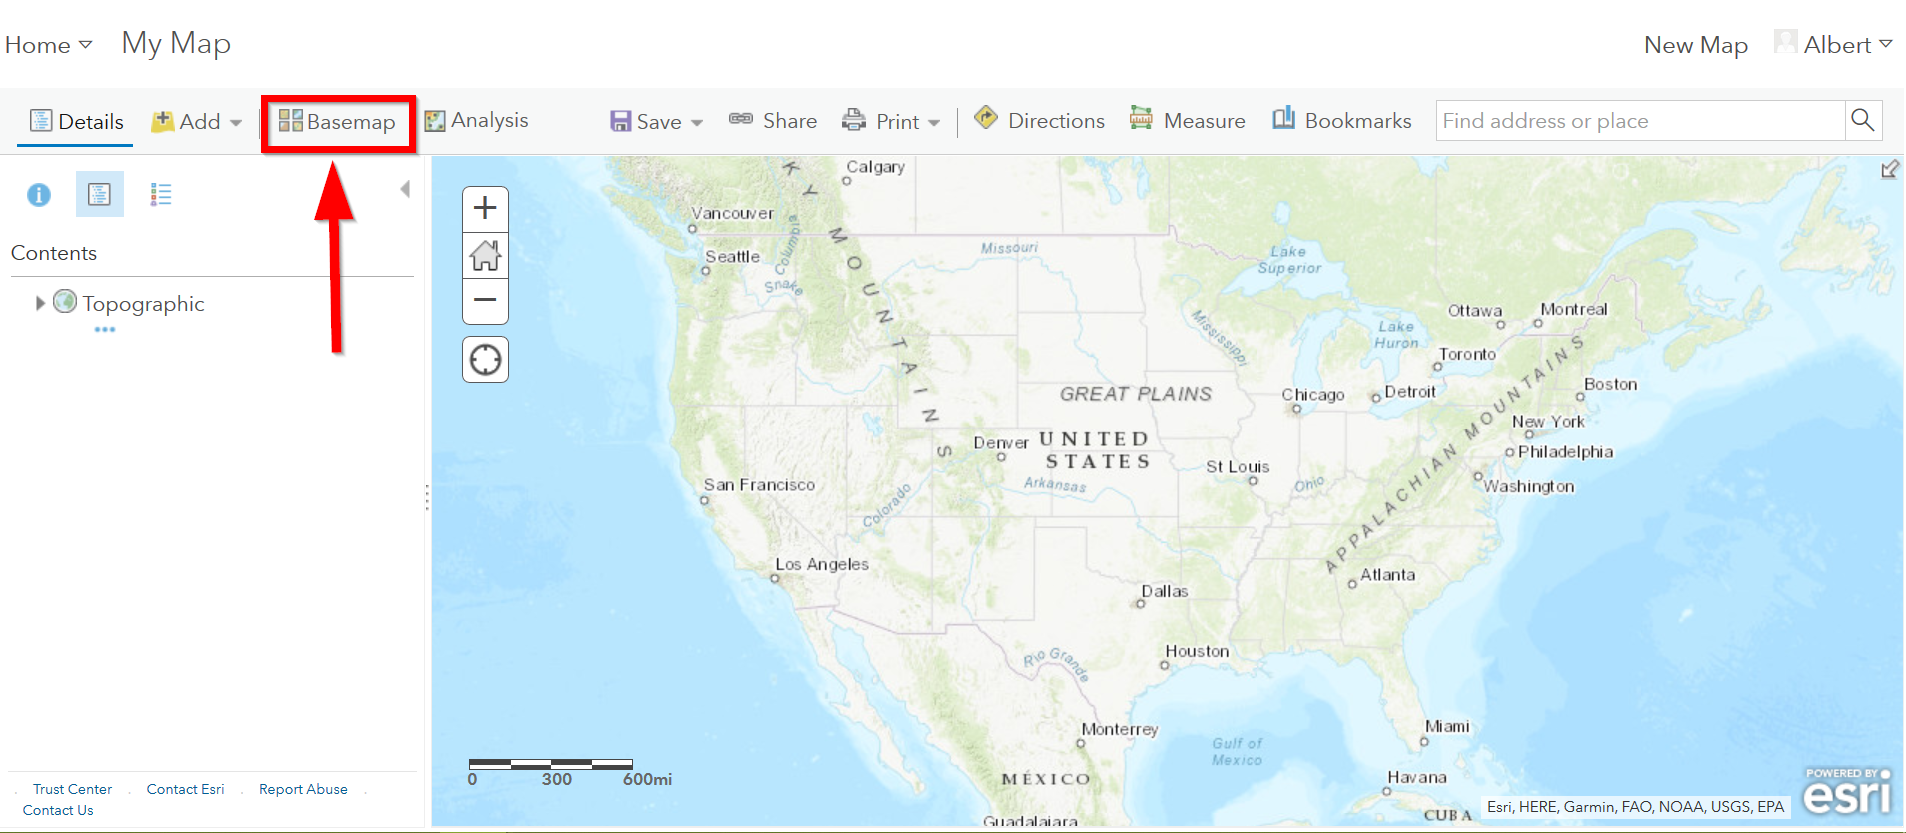 Home My Map New Map Albert
Details Add Basemap Analysis Save Share Print Directions Measure Bookmarks Find address or place
Contents
Topographic
Trust Center Contact Esri Report Abuse
Contact Us
Calgary
Vancouver
Seattle
Columbia
Snake
Missouri
ROCKY MOUNTAINS
Lake
Superior
Mississippi
Ottawa
Montreal
Lake
Huron
Toronto
GREAT PLAINS
Chicago
Detroit
Boston
New York
Philadelphia
Washington
APPALACHIAN MOUNTAINS
Denver
UNITED
STATES
St Louis
Ohio
Arkansas
Colorado
San Francisco
Los Angeles
Atlanta
Dallas
Houston
Rio Grande
Monterrey
Miami
Gulf of
Mexico
MÉXICO
Havana
CUBA
Guadalajara
0 300 600mi
Esri, HERE, Garmin, FAO, NOAA, USGS, EPA
POWERED BY
esri